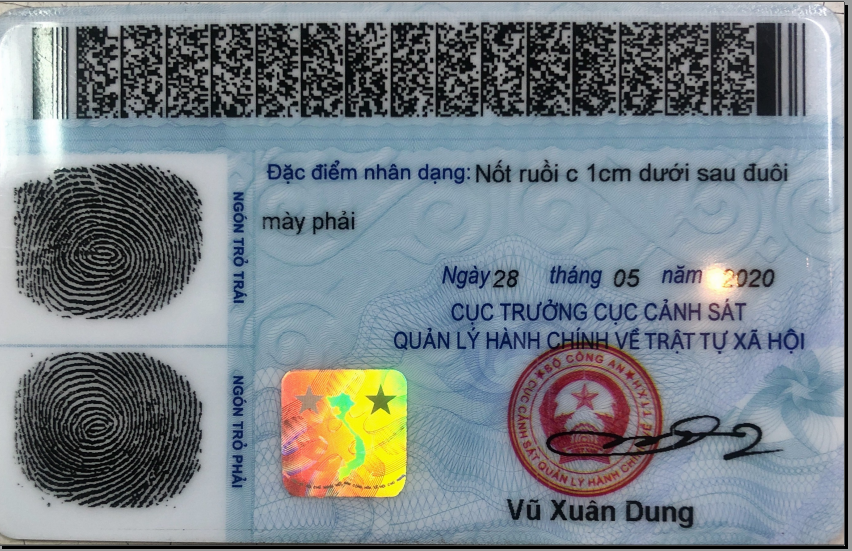 Đặc điểm nhân dạng: Nốt ruồi c 1cm dưới sau đuôi
mày phải
NGÓN TRỎ TRÁI
Ngày 28 tháng 05 năm 2020
CỤC TRƯỞNG CỤC CẢNH SÁT
QUẢN LÝ HÀNH CHÍNH VỀ TRẬT TỰ XÃ HỘI
NGÓN TRỎ PHẢI
BỘ CÔNG AN
CỤC CẢNH SÁT QUẢN LÝ HÀNH CHÍNH VỀ TTXH
Vũ Xuân Dung